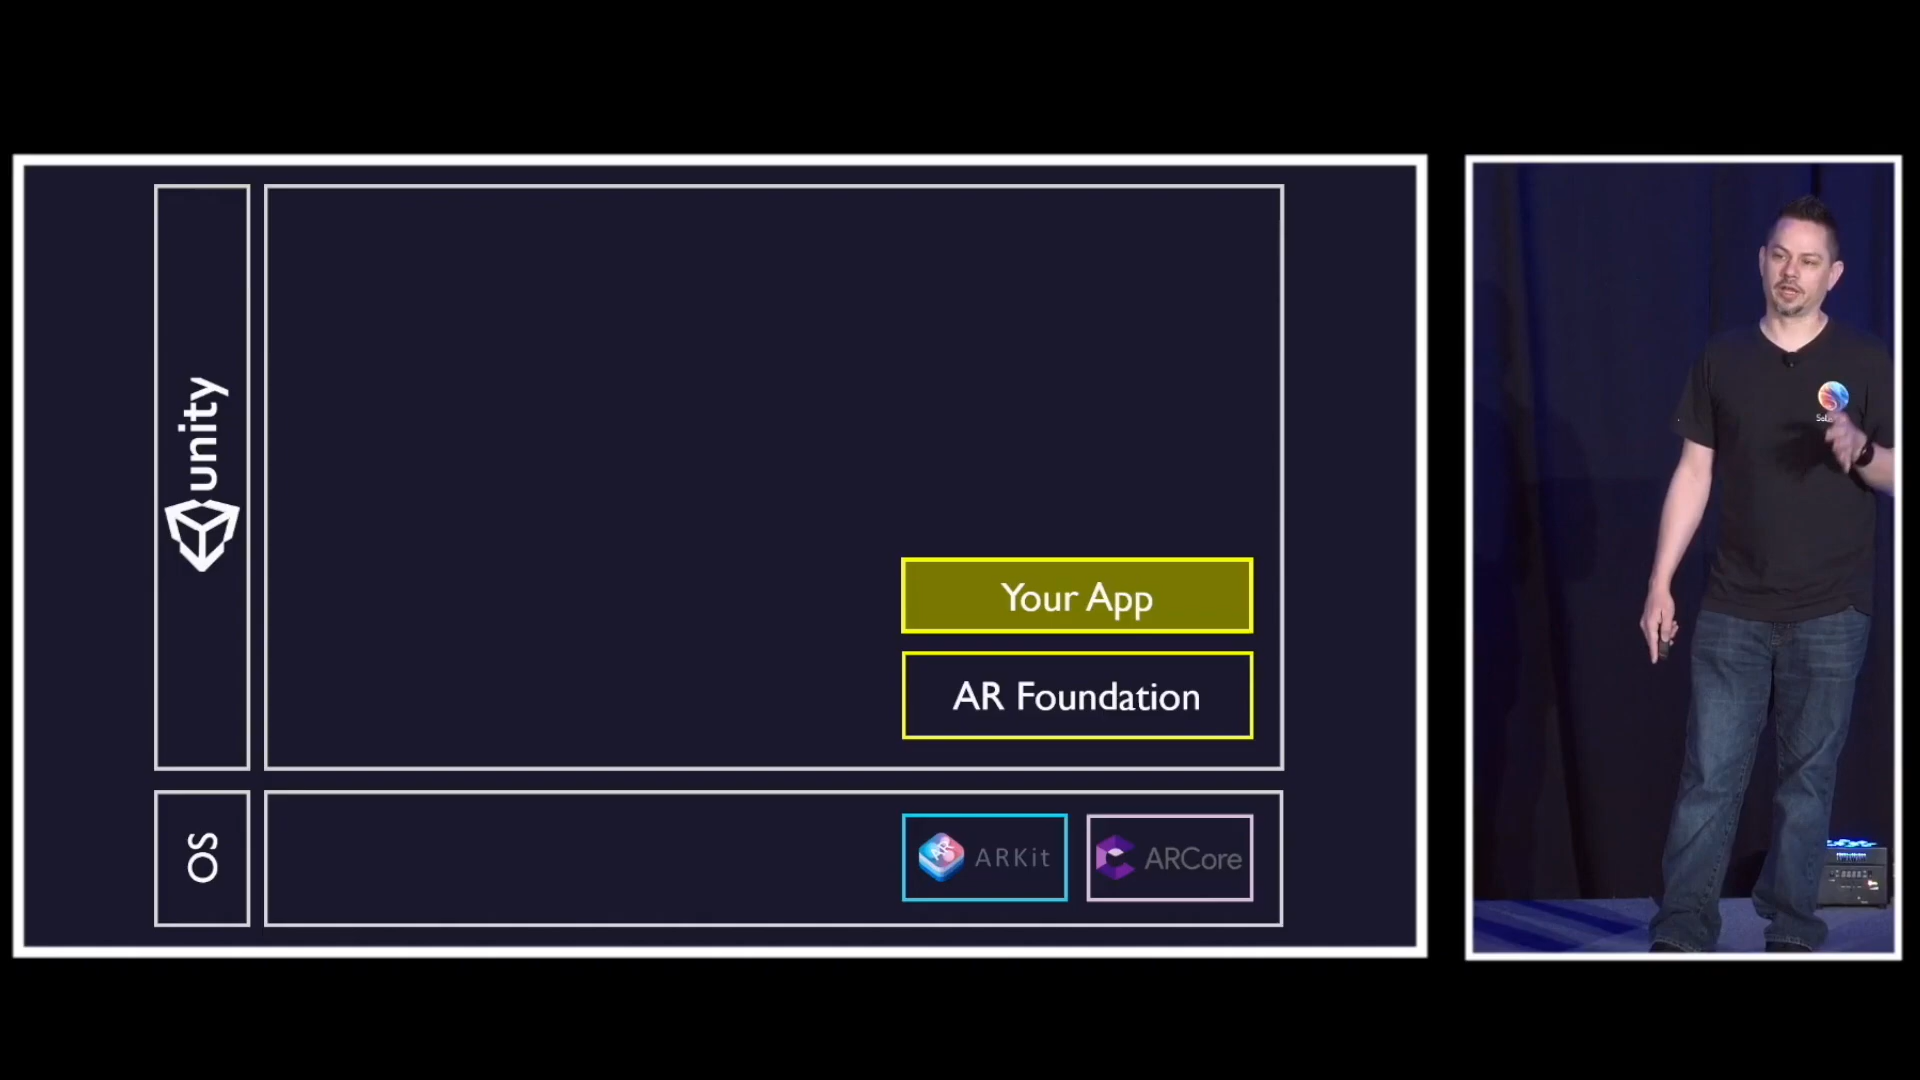 unity
Your App
AR Foundation
OS
ARKit
ARCore